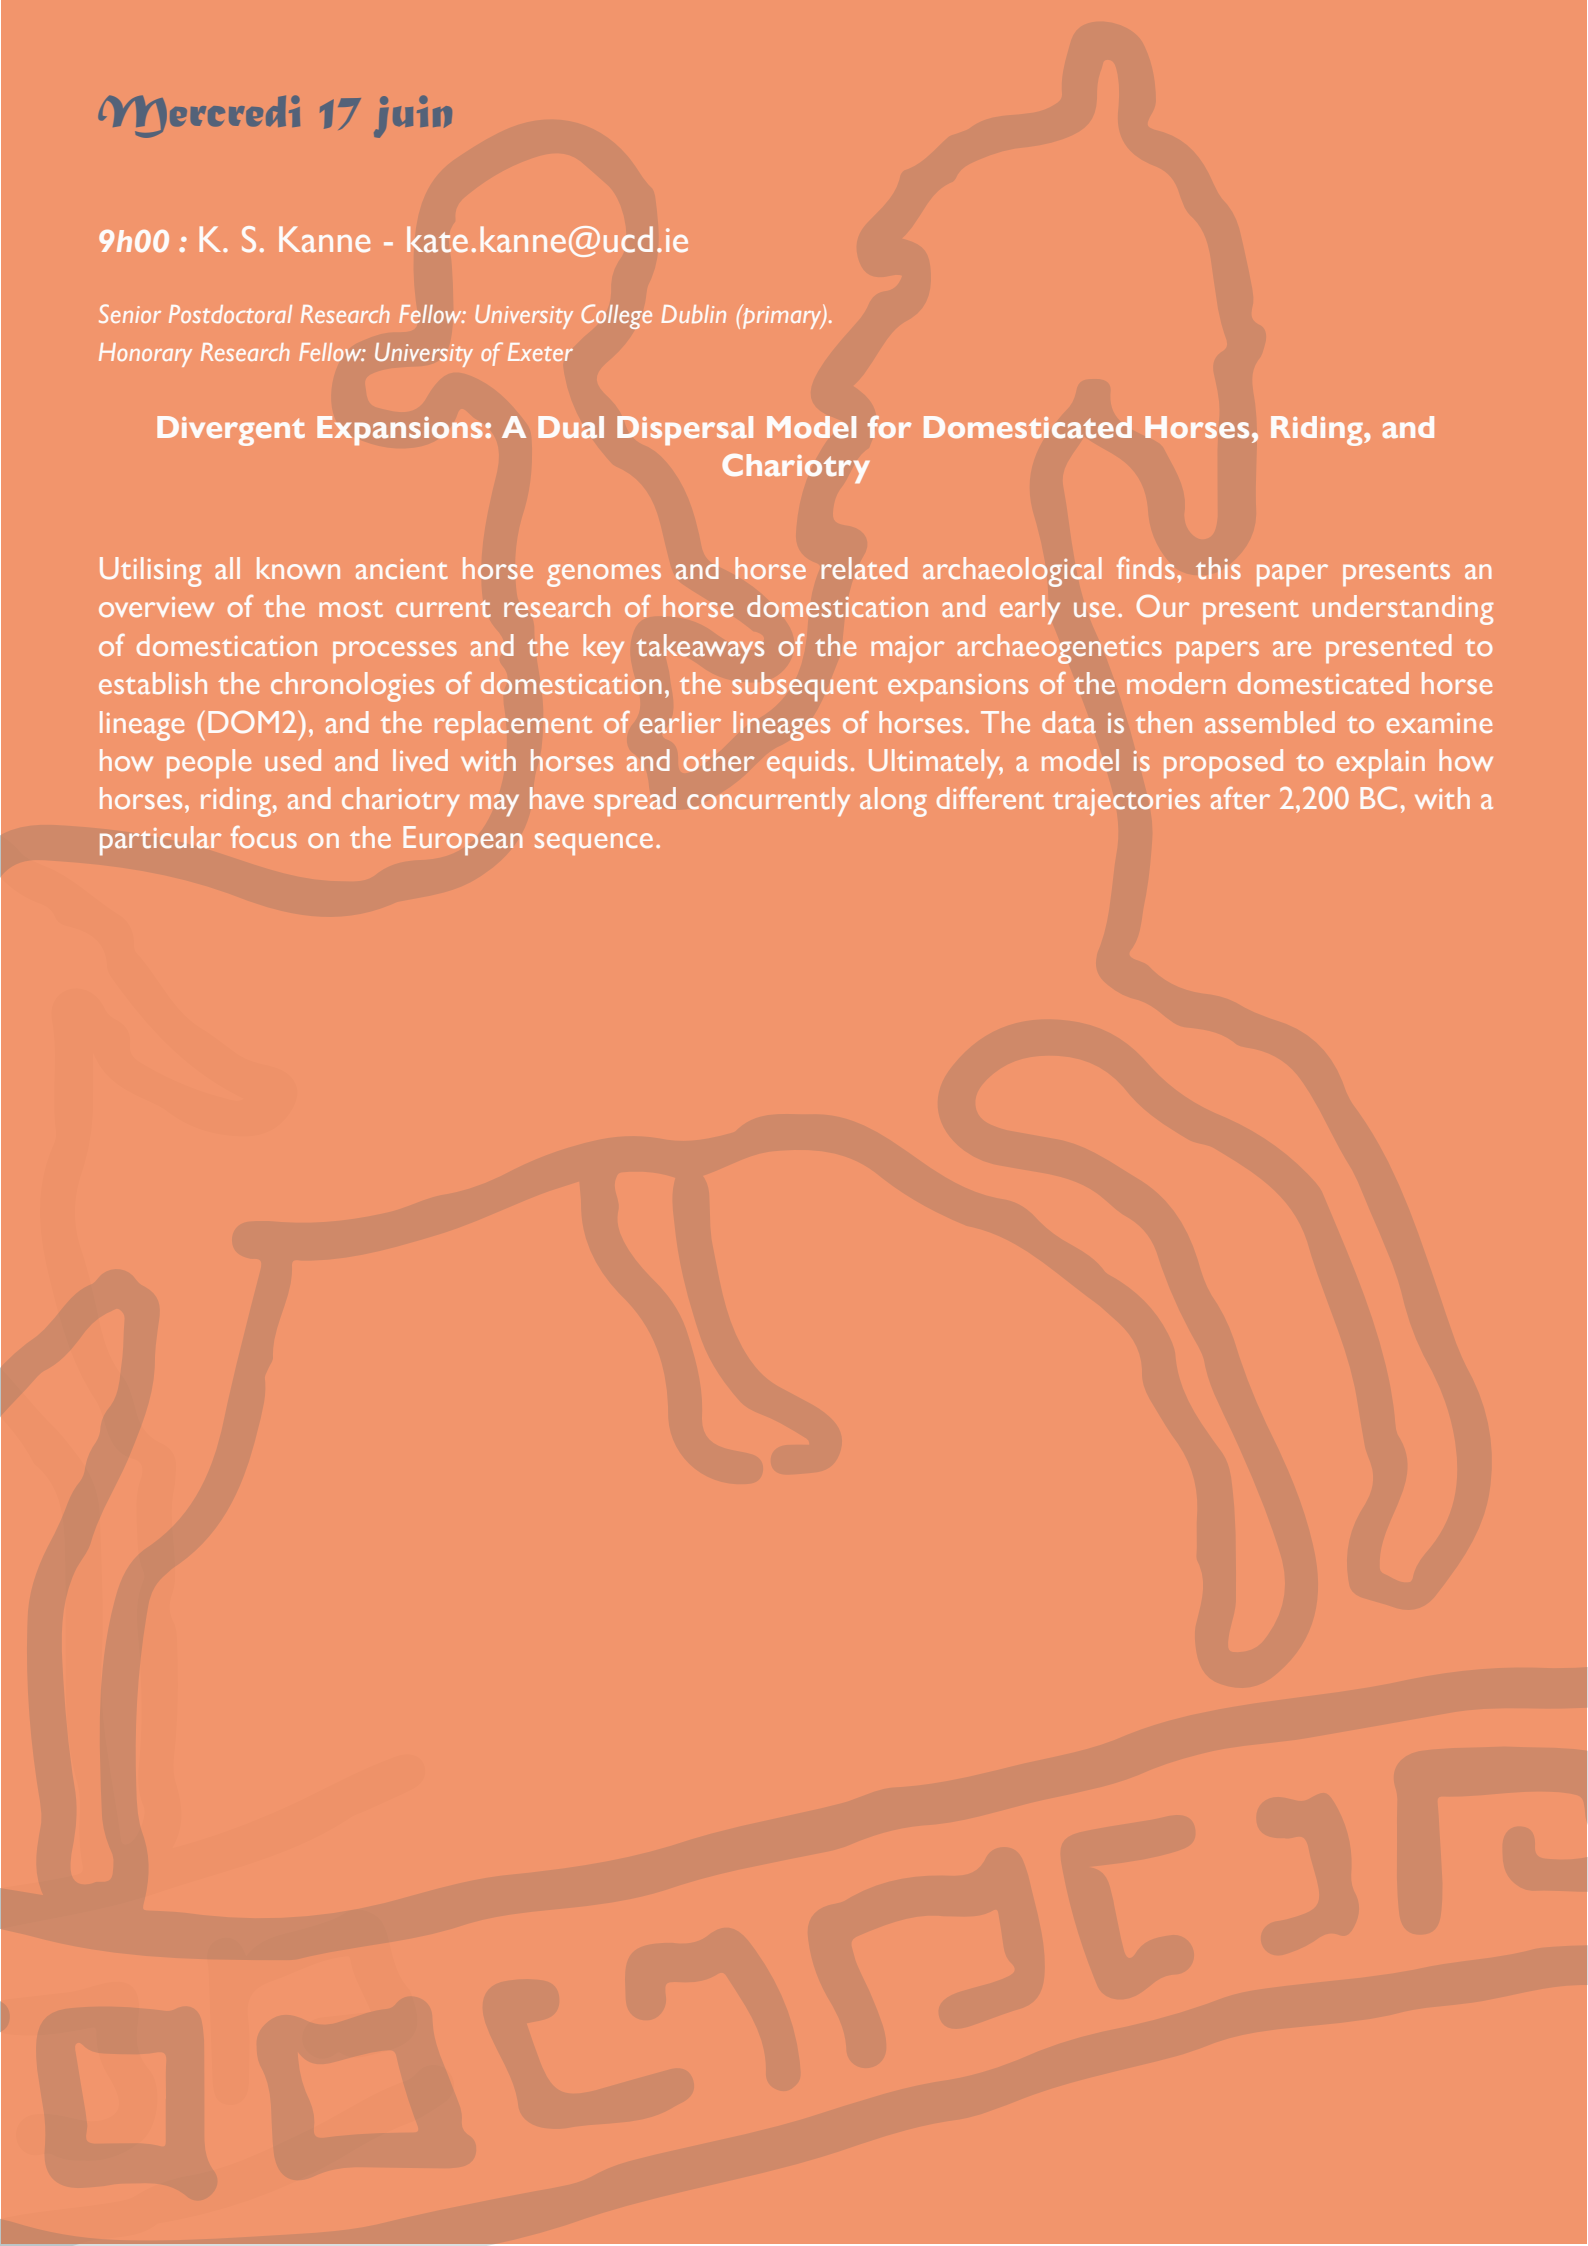 Mercredi 17 juin
9h00 : K. S. Kanne - kate.kanne@ucd.ie
Senior Postdoctoral Research Fellow: University College Dublin (primary).
Honorary Research Fellow: University of Exeter
Divergent Expansions: A Dual Dispersal Model for Domesticated Horses, Riding, and
Chariotry
Utilising all known ancient horse genomes and horse related archaeological finds, this paper presents an
overview of the most current research of horse domestication and early use. Our present understanding
of domestication processes and the key takeaways of the major archaeogenetics papers are presented to
establish the chronologies of domestication, the subsequent expansions of the modern domesticated horse
lineage (DOM2), and the replacement of earlier lineages of horses. The data is then assembled to examine
how people used and lived with horses and other equids. Ultimately, a model is proposed to explain how
horses, riding, and chariotry may have spread concurrently along different trajectories after 2,200 BC, with a
particular focus on the European sequence.